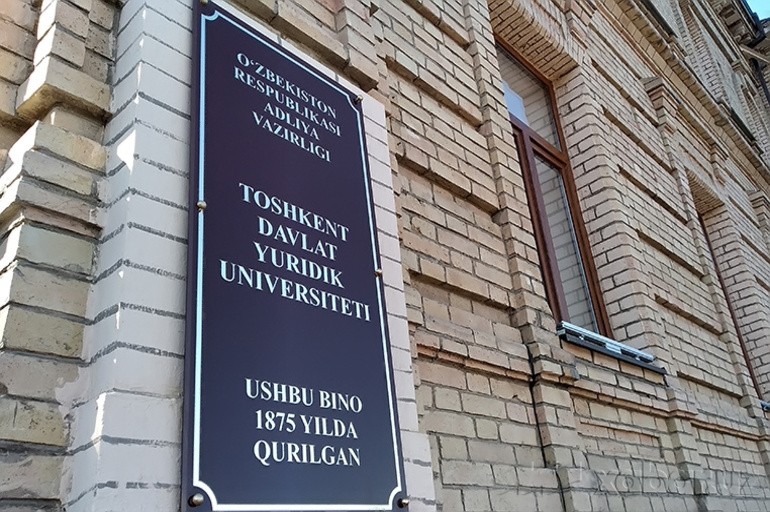 O‘ZBEKISTON
RESPUBLIKASI
ADLIYA
VAZIRLIGI
TOSHKENT
DAVLAT
YURIDIK
UNIVERSITETI
USHBU BINO
1875 YILDA
QURILGAN